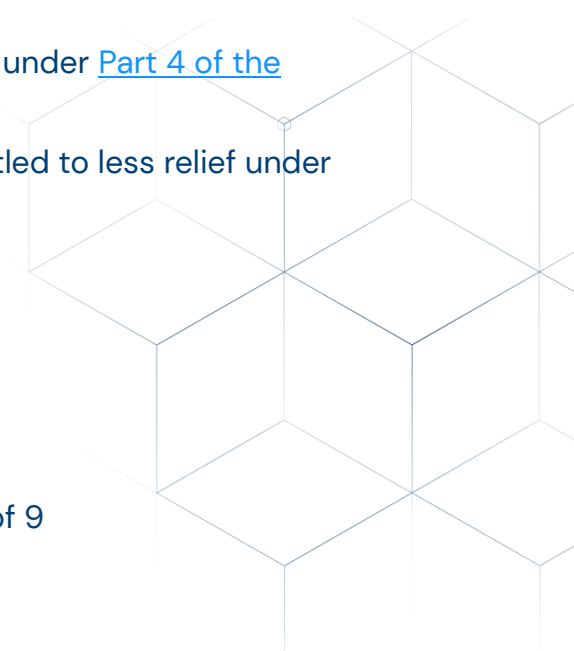 under Part 4 of the
tled to less relief under
of 9